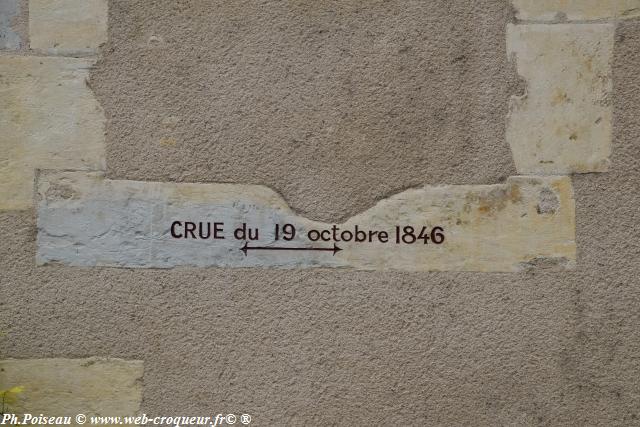 CRUE du 19 octobre 1846
Ph.Poiseau © www.web-croqueur.fr©®